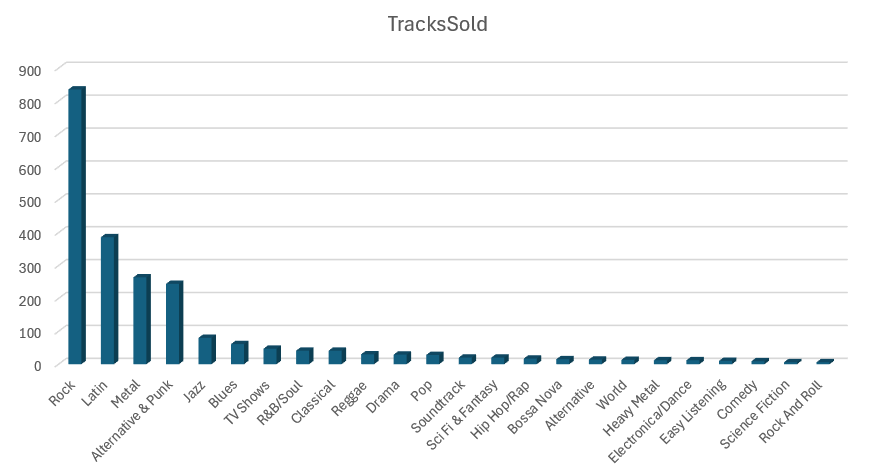 TracksSold
900
800
700
600
500
400
300
200
100
0
Rock
Latin
Metal
Alternative & Punk
Jazz
Blues
TV Shows
R&B/Soul
Classical
Reggae
Drama
Pop
Soundtrack
Sci Fi & Fantasy
Hip Hop/Rap
Bossa Nova
Alternative
World
Heavy Metal
Electronica/Dance
Easy Listening
Comedy
Science Fiction
Rock And Roll